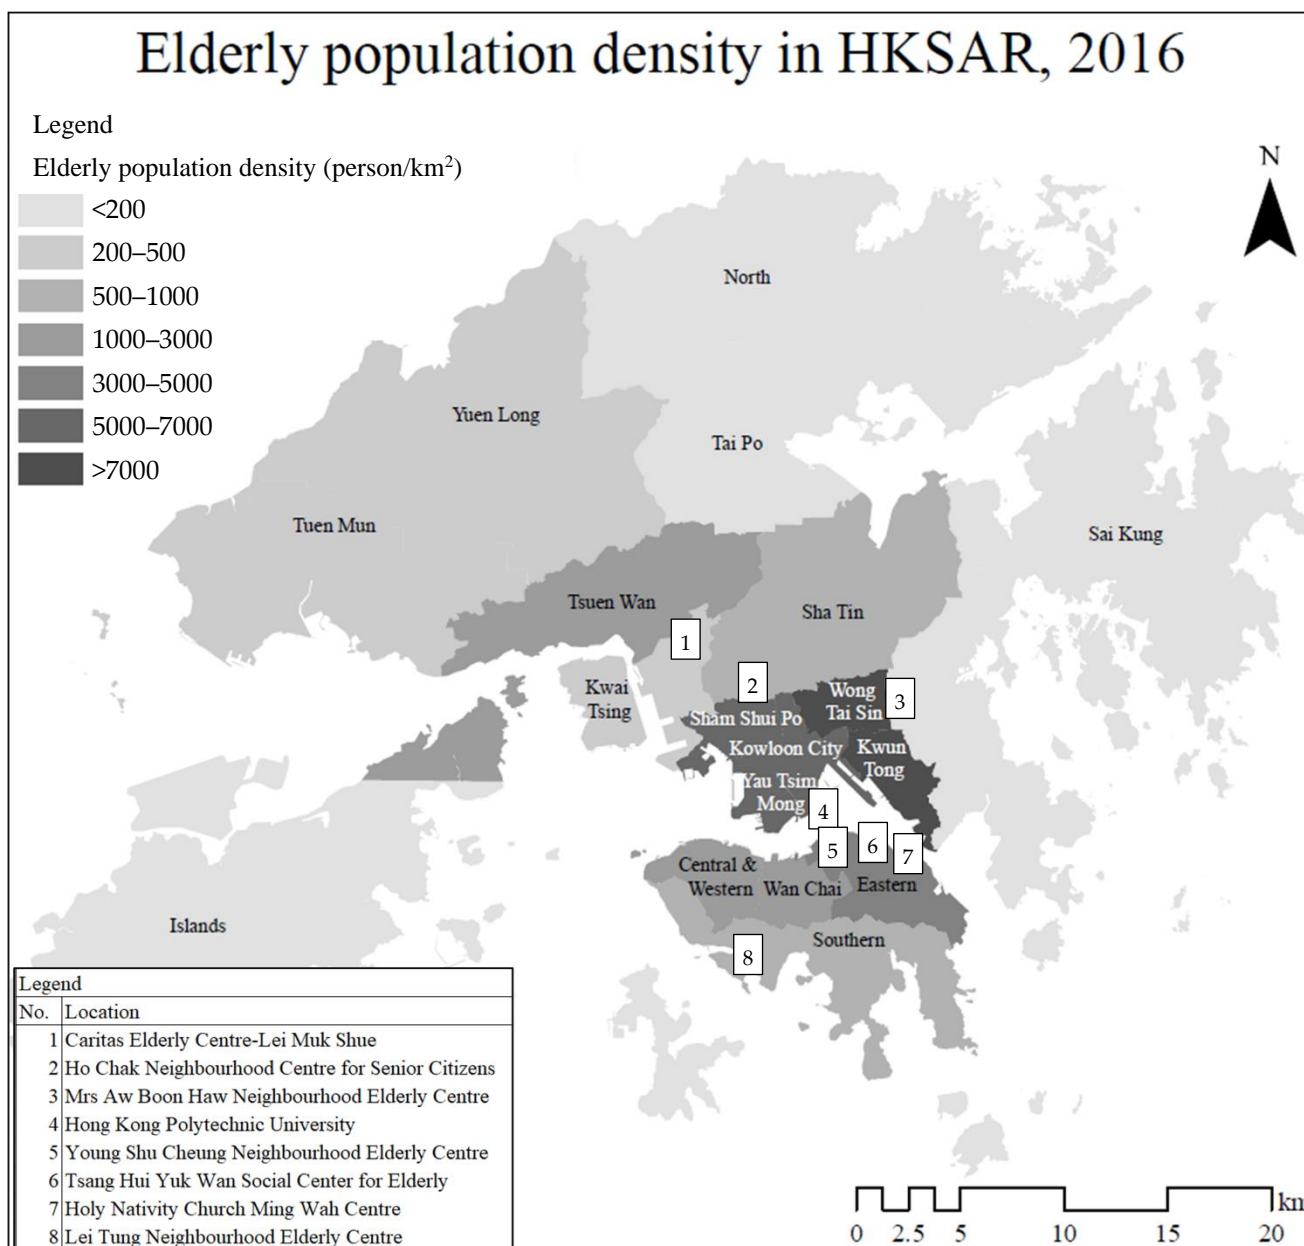 Elderly population density in HKSAR, 2016
Legend
Elderly population density (person/km²)
<200
200–500
500–1000
1000–3000
3000–5000
5000–7000
>7000
N
North
Yuen Long
Tai Po
Tuen Mun
Sai Kung
Tsuen Wan
Sha Tin
1
2
Kwai
Tsing
Wong
Tai Sin
3
Sham Shui Po
Kowloon City
Kwun
Tong
Yau Tsim
Mong
4
5
6
7
Central &
Western
Wan Chai
Eastern
Islands
Southern
8
Legend
No. Location
1 Caritas Elderly Centre-Lei Muk Shue
2 Ho Chak Neighbourhood Centre for Senior Citizens
3 Mrs Aw Boon Haw Neighbourhood Elderly Centre
4 Hong Kong Polytechnic University
5 Young Shu Cheung Neighbourhood Elderly Centre
6 Tsang Hui Yuk Wan Social Center for Elderly
7 Holy Nativity Church Ming Wah Centre
8 Lei Tung Neighbourhood Elderly Centre
km
0 2.5 5 10 15 20